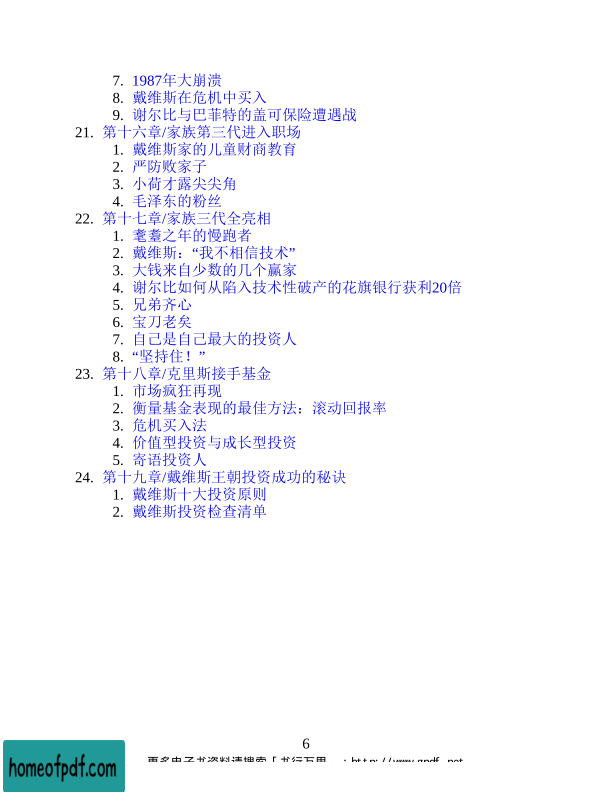 7. 1987年大崩溃
8. 戴维斯在危机中买入
9. 谢尔比与巴菲特的盖可保险遭遇战
21. 第十六章/家族第三代进入职场
1. 戴维斯家的儿童财商教育
2. 严防败家子
3. 小荷才露尖尖角
4. 毛泽东的粉丝
22. 第十七章/家族三代全亮相
1. 耄耋之年的慢跑者
2. 戴维斯：“我不相信技术”
3. 大钱来自少数的几个赢家
4. 谢尔比如何从陷入技术性破产的花旗银行获利20倍
5. 兄弟齐心
6. 宝刀老矣
7. 自己是自己最大的投资人
8. “坚持住！”
23. 第十八章/克里斯接手基金
1. 市场疯狂再现
2. 衡量基金表现的最佳方法：滚动回报率
3. 危机买入法
4. 价值型投资与成长型投资
5. 寄语投资人
24. 第十九章/戴维斯王朝投资成功的秘诀
1. 戴维斯十大投资原则
2. 戴维斯投资检查清单
6
更多电子书资料请搜索「书行万里
homeofpdf.com